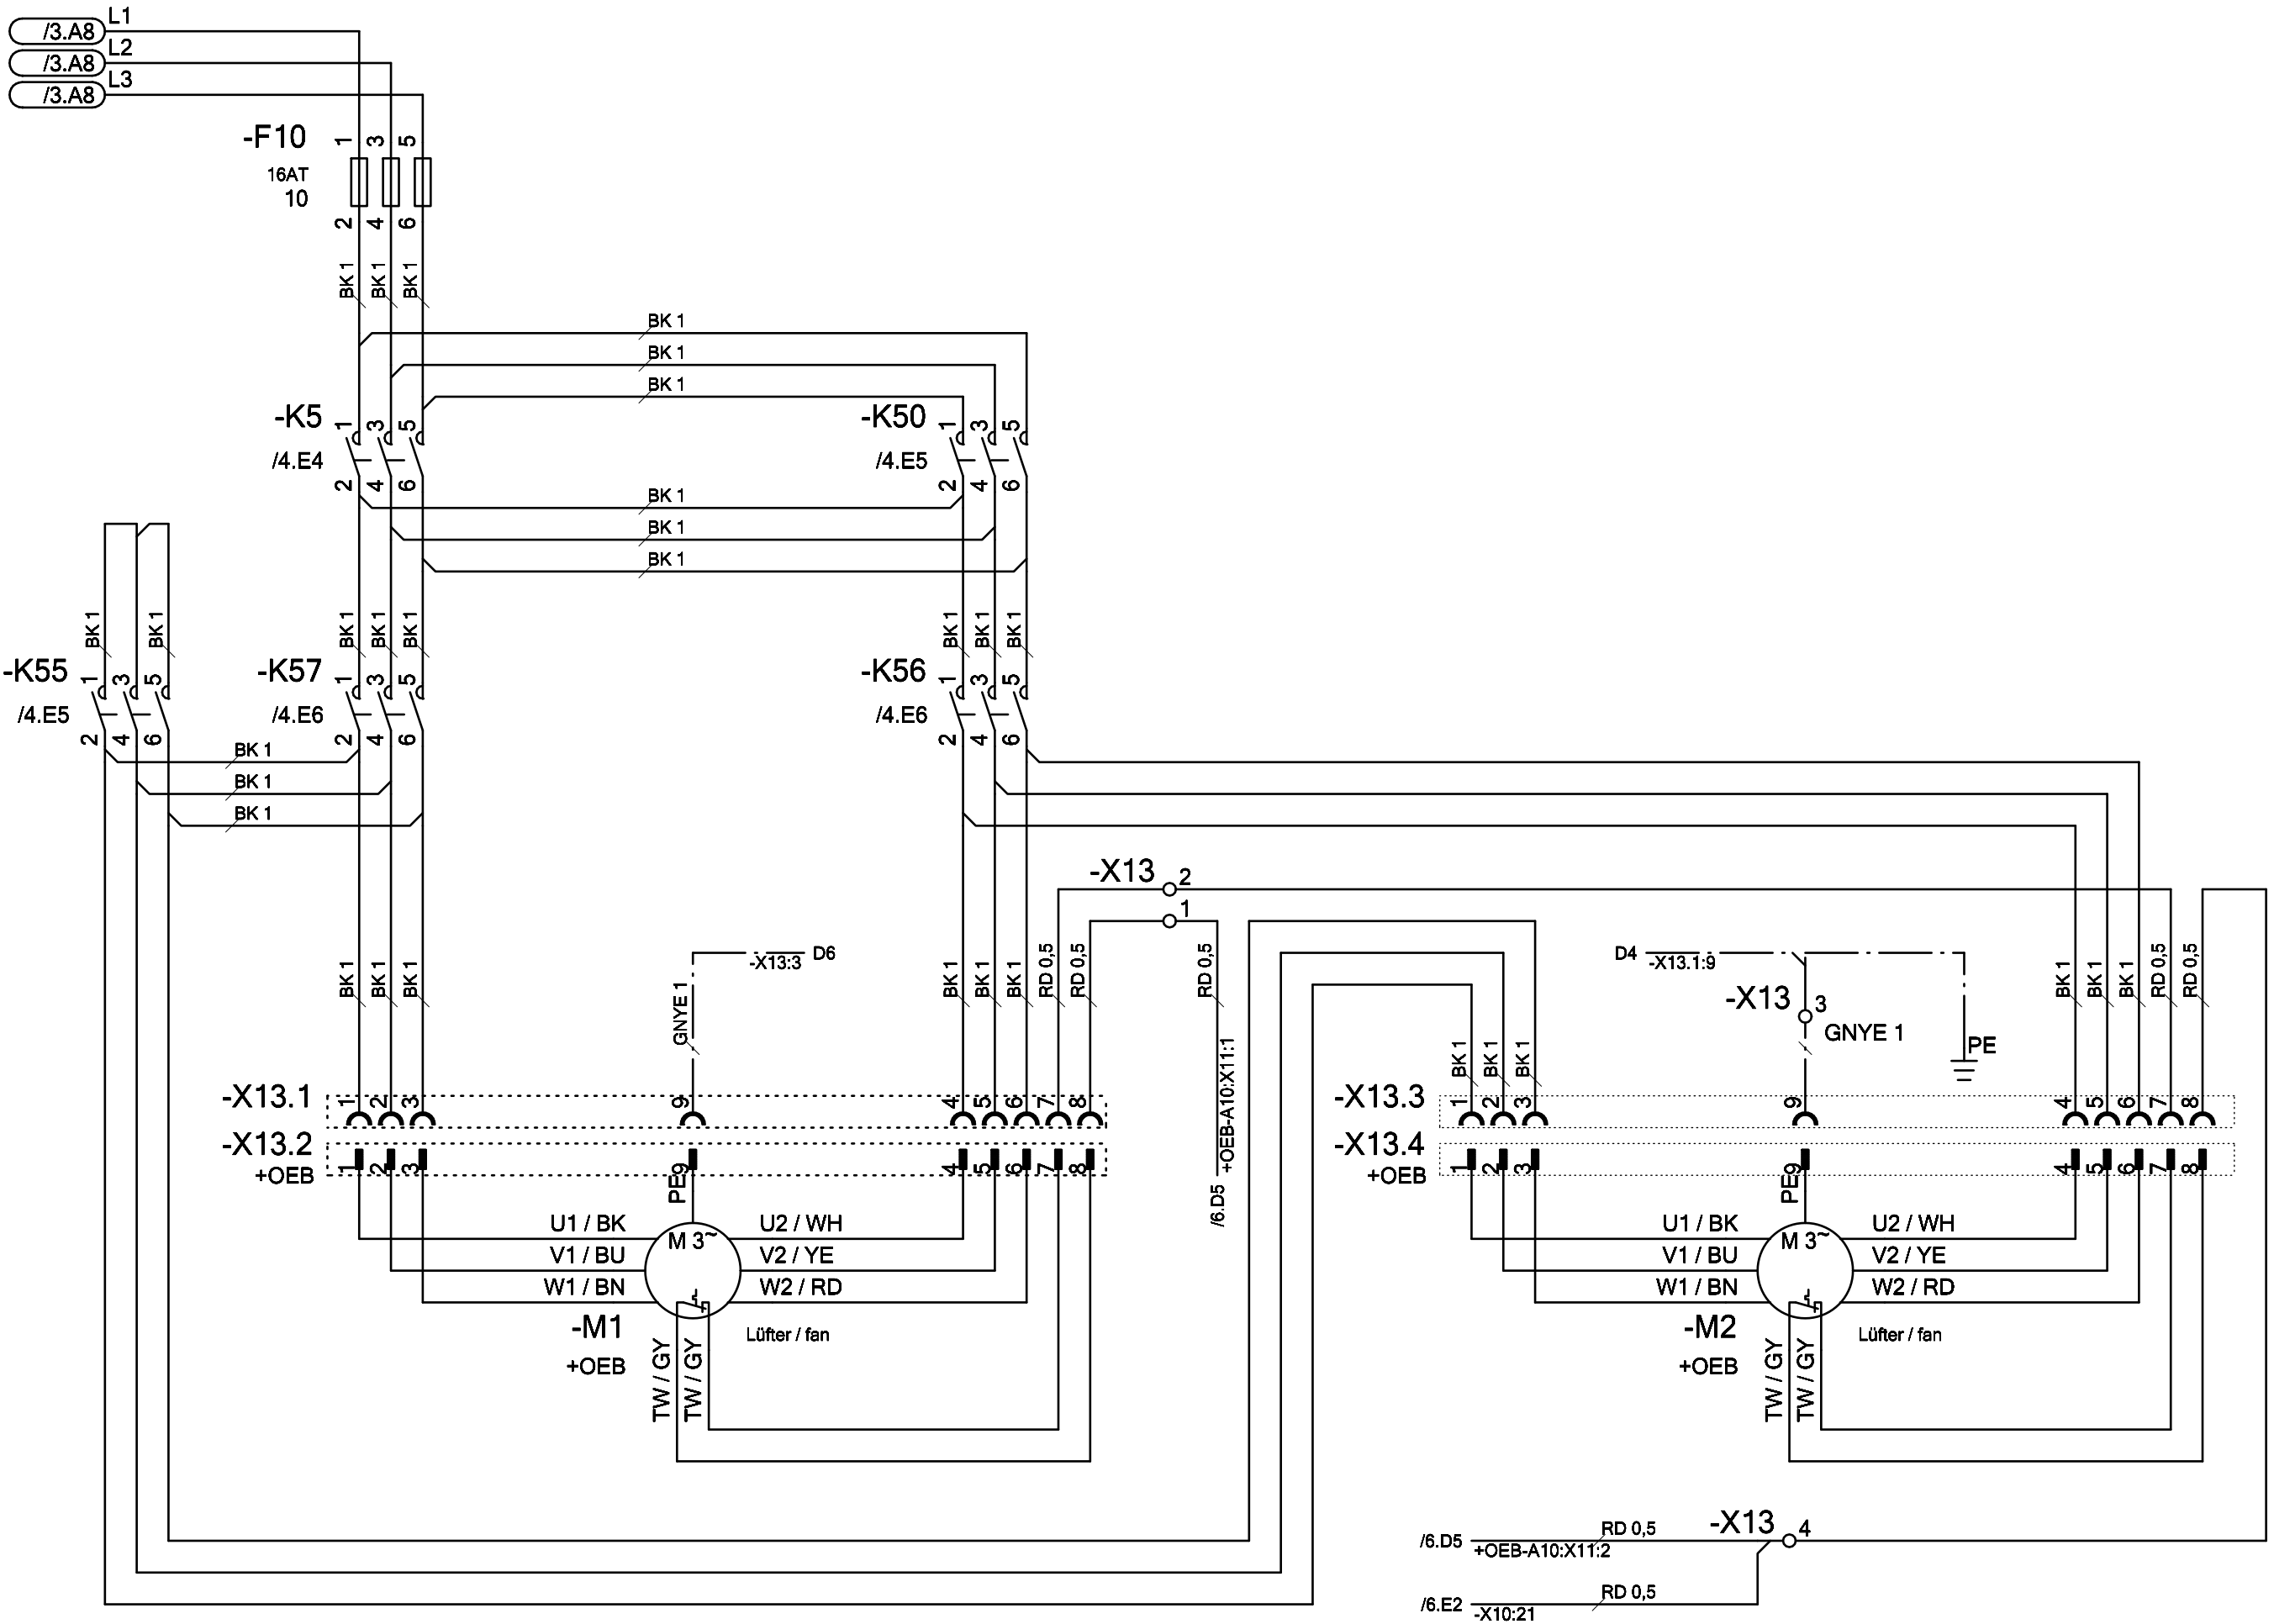 L1
/3.A8
L2
/3.A8
L3
/3.A8
-F10 1 3 5
16AT
10
2 4 6
BK 1 BK 1 BK 1
BK 1
BK 1
BK 1
-K5 1 3 5 -K50 1 3 5
/4.E4 /4.E5
2 4 6 2 4 6
BK 1
BK 1
BK 1
BK 1 BK 1 BK 1 BK 1 BK 1 BK 1 BK 1 BK 1
-K55 1 3 5 -K57 1 3 5 -K56 1 3 5
/4.E5 /4.E6 /4.E6
2 4 6 2 4 6 2 4 6
BK 1
BK 1
BK 1
-X13 2
1
BK 1 BK 1 BK 1 GNYE 1 -X13:3 D6 BK 1 BK 1 BK 1 RD 0,5 RD 0,5 RD 0,5 D4 -X13.1:9 BK 1 BK 1 BK 1 RD 0,5 RD 0,5
-X13 3
GNYE 1
PE
BK 1 BK 1 BK 1
+OEB-A10:X11:1
/6.D5
-X13.1 1 2 3 9 4 5 6 7 8 -X13.3 1 2 3 9 4 5 6 7 8
-X13.2 1 2 3 9 4 5 6 7 8 -X13.4 1 2 3 9 4 5 6 7 8
+OEB PE +OEB PE
U1 / BK U2 / WH U1 / BK U2 / WH
M 3~ M 3~
V1 / BU V2 / YE V1 / BU V2 / YE
W1 / BN W2 / RD W1 / BN W2 / RD
-M1 Lüfter / fan -M2 Lüfter / fan
+OEB TW / GY TW / GY +OEB TW / GY TW / GY
/6.D5 RD 0,5 -X13 4
+OEB-A10:X11:2
/6.E2 RD 0,5
-X10:21